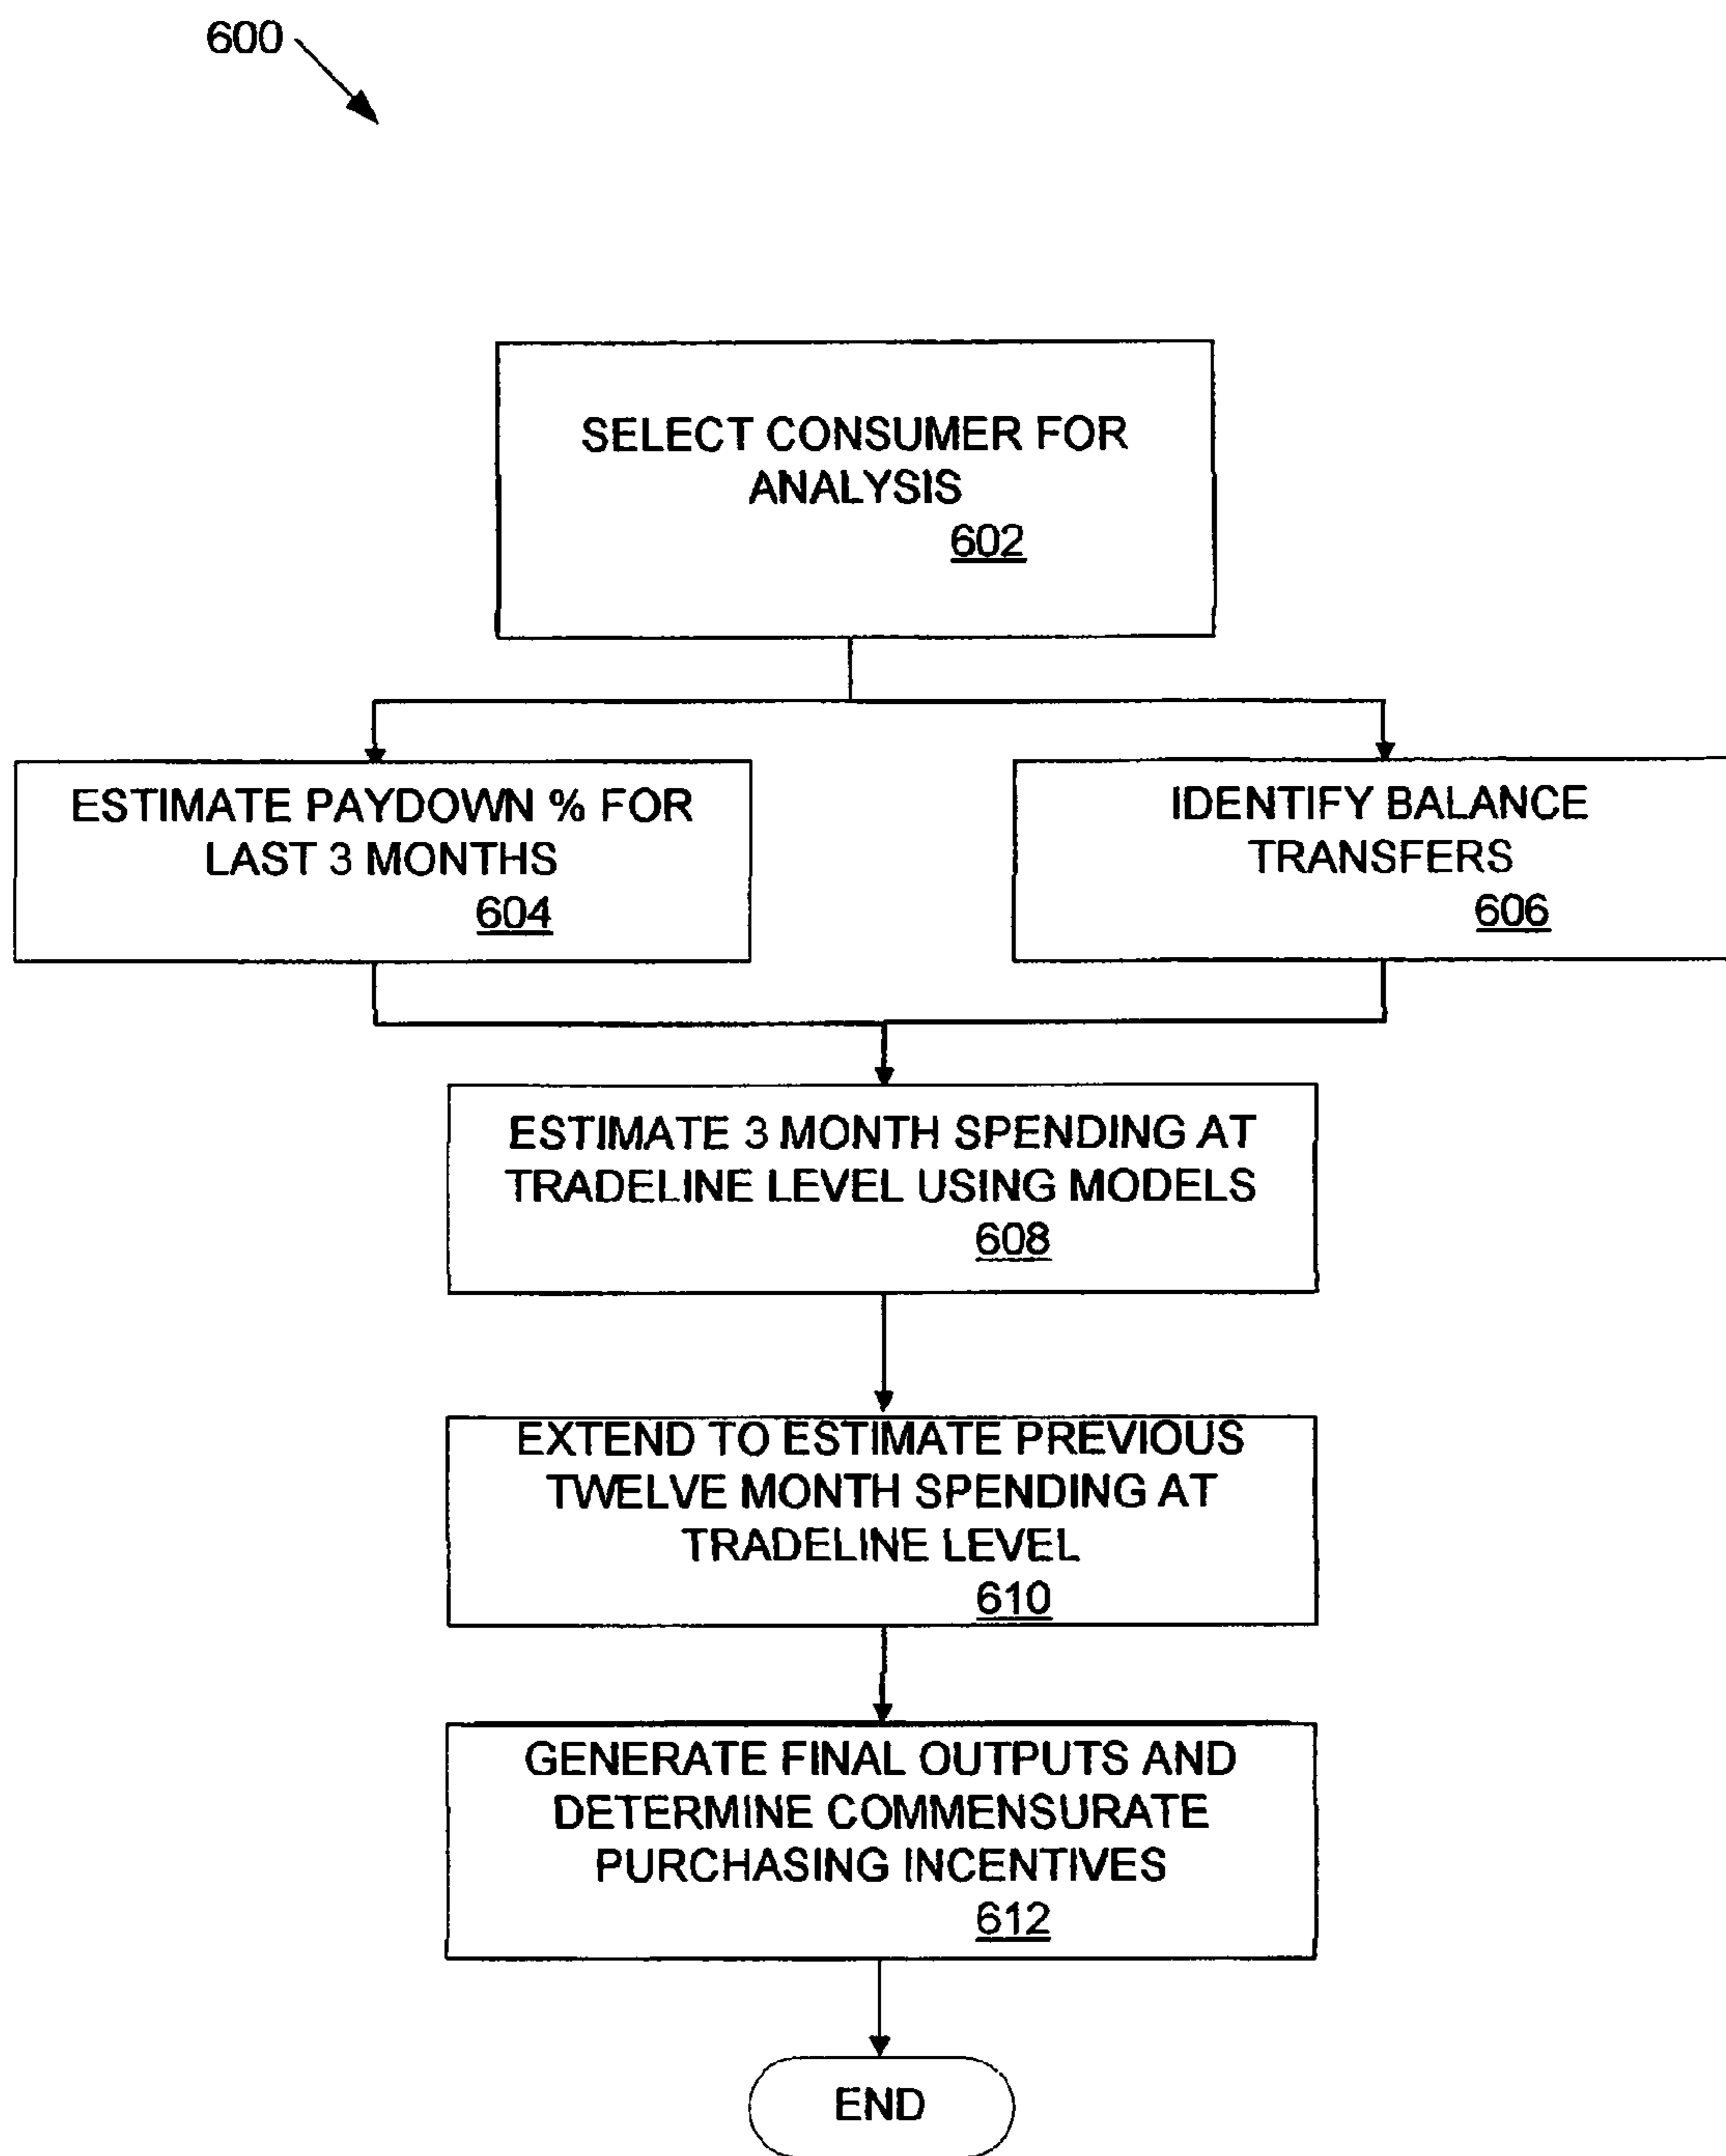 600
SELECT CONSUMER FOR
ANALYSIS
602
ESTIMATE PAYDOWN % FOR
LAST 3 MONTHS
604
IDENTIFY BALANCE
TRANSFERS
606
ESTIMATE 3 MONTH SPENDING AT
TRADELINE LEVEL USING MODELS
608
EXTEND TO ESTIMATE PREVIOUS
TWELVE MONTH SPENDING AT
TRADELINE LEVEL
610
GENERATE FINAL OUTPUTS AND
DETERMINE COMMENSURATE
PURCHASING INCENTIVES
612
END